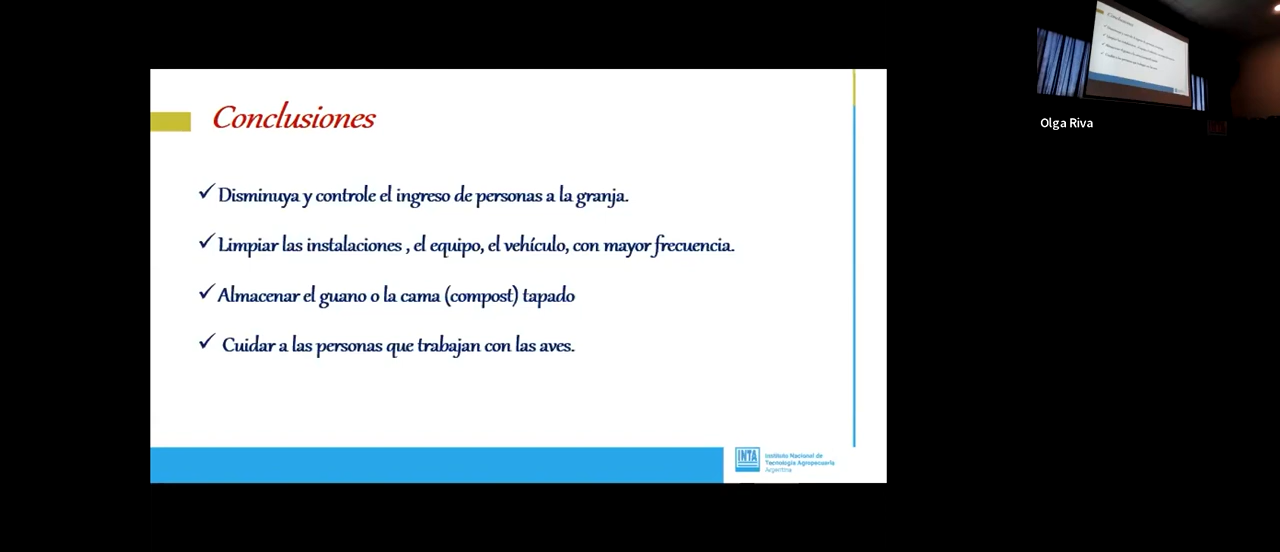 Conclusiones
✓ Disminuya y controle el ingreso de personas a la granja.
✓ Limpiar las instalaciones , el equipo, el vehículo, con mayor frecuencia.
✓ Almacenar el guano o la cama (compost) tapado
✓ Cuidar a las personas que trabajan con las aves.
INTA
Instituto Nacional de
Tecnología Agropecuaria
Argentina
Conclusiones
Olga Riva